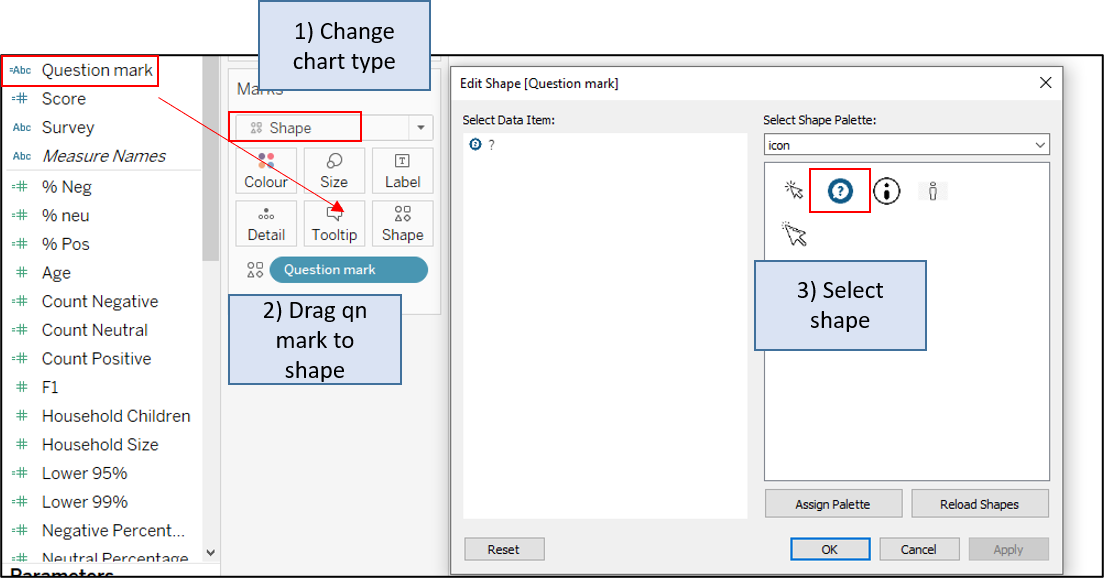 1) Change
chart type
Abc Question mark
Score
Abc Survey
Abc Measure Names
% Neg
% neu
% Pos
Age
Count Negative
Count Neutral
Count Positive
F1
Household Children
Household Size
Lower 95%
Lower 99%
Negative Percent...
Neutral Percentage
Parameters
Marks
Shape
Colour Size Label
Detail Tooltip Shape
Question mark
2) Drag qn
mark to
shape
Edit Shape [Question mark]
Select Data Item:
?
Select Shape Palette:
icon
3) Select
shape
Assign Palette Reload Shapes
Reset OK Cancel Apply